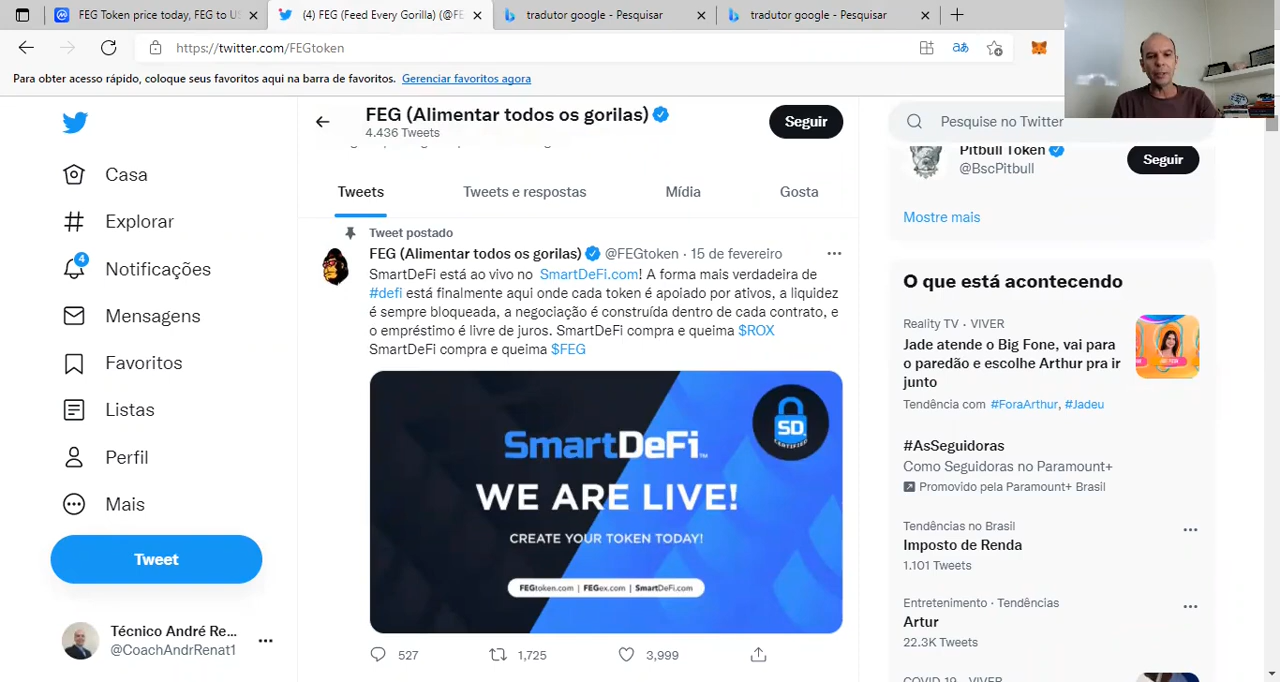 FEG Token price today, FEG to U
(4) FEG (Feed Every Gorilla) (@FE
tradutor google - Pesquisar
tradutor google - Pesquisar
https://twitter.com/FEGtoken
Para obter acesso rápido, coloque seus favoritos aqui na barra de favoritos. Gerenciar favoritos agora
FEG (Alimentar todos os gorilas)
4.436 Tweets
Seguir
Pesquise no Twitter
Casa
Explorar
4
Notificações
Mensagens
Favoritos
Listas
Perfil
Mais
Tweet
Técnico André Re...
@CoachAndrRenat1
Tweets
Tweets e respostas
Mídia
Gosta
Tweet postado
FEG (Alimentar todos os gorilas) @FEGtoken · 15 de fevereiro
SmartDeFi está ao vivo no SmartDeFi.com! A forma mais verdadeira de
#defi está finalmente aqui onde cada token é apoiado por ativos, a liquidez
é sempre bloqueada, a negociação é construída dentro de cada contrato, e
o empréstimo é livre de juros. SmartDeFi compra e queima $ROX
SmartDeFi compra e queima $FEG
SD
CERTIFIED
SmartDeFi™
WE ARE LIVE!
CREATE YOUR TOKEN TODAY!
FEGtoken.com | FEGex.com | SmartDeFi.com
527
1,725
3,999
Pitbull Token
@BscPitbull
Seguir
Mostre mais
O que está acontecendo
Reality TV · VIVER
Jade atende o Big Fone, vai para
o paredão e escolhe Arthur pra ir
junto
Tendência com #ForaArthur, #Jadeu
#AsSeguidoras
Como Seguidoras no Paramount+
Promovido pela Paramount+ Brasil
Tendências no Brasil
Imposto de Renda
1.101 Tweets
Entretenimento · Tendências
Artur
22.3K Tweets
COVID-19 · VIVER